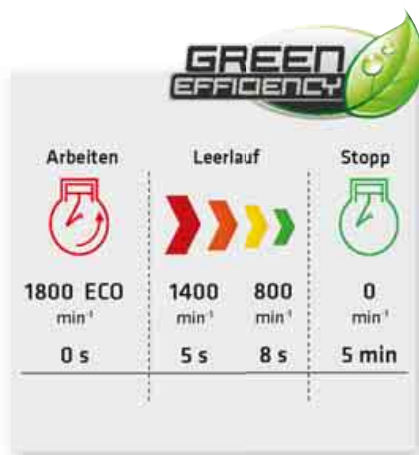 GREEN
EFFICIENCY
Arbeiten Leerlauf Stopp
1800 ECO 1400 800 0
min⁻¹ min⁻¹ min⁻¹ min⁻¹
0 s 5 s 8 s 5 min